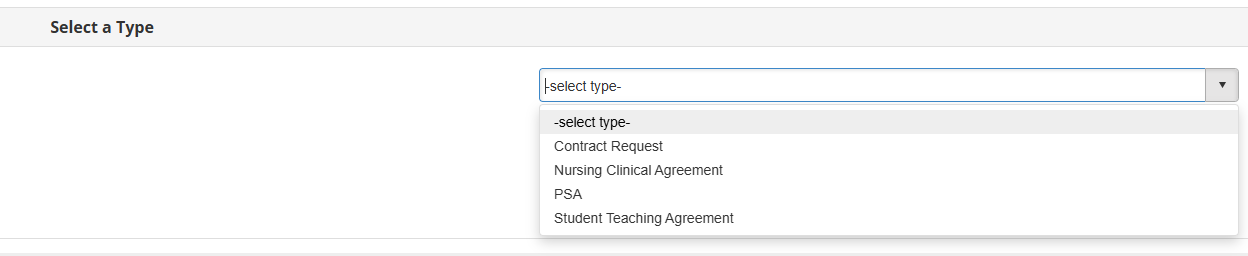 Select a Type
-select type-
-select type-
Contract Request
Nursing Clinical Agreement
PSA
Student Teaching Agreement